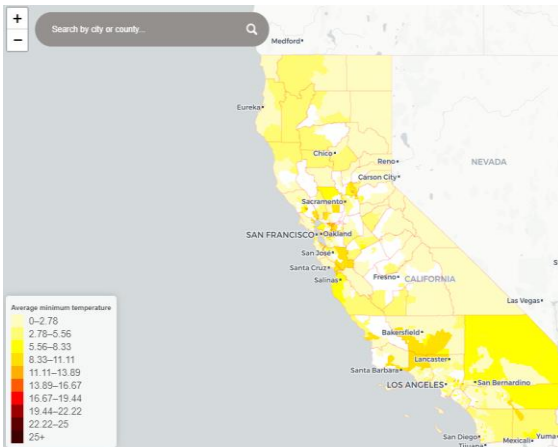 +
Search by city or county...
−
Medford
Eureka
Chico
Reno
Carson City
NEVADA
Sacramento
SAN FRANCISCO
Oakland
San José
Santa Cruz
Fresno
CALIFORNIA
Salinas
Las Vegas
Average minimum temperature
0–2.78
2.78–5.56
5.56–8.33
8.33–11.11
11.11–13.89
13.89–16.67
16.67–19.44
19.44–22.22
22.22–25
25+
Bakersfield
Lancaster
Santa Barbara
LOS ANGELES
San Bernardino
San Diego
Mexicali
Yuma
Tijuana